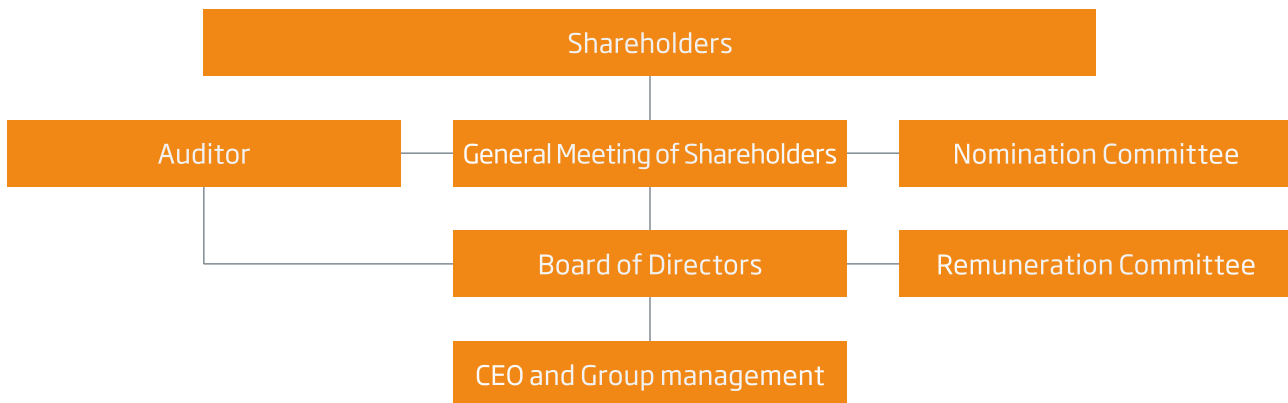 Shareholders
Auditor
General Meeting of Shareholders
Nomination Committee
Board of Directors
Remuneration Committee
CEO and Group management